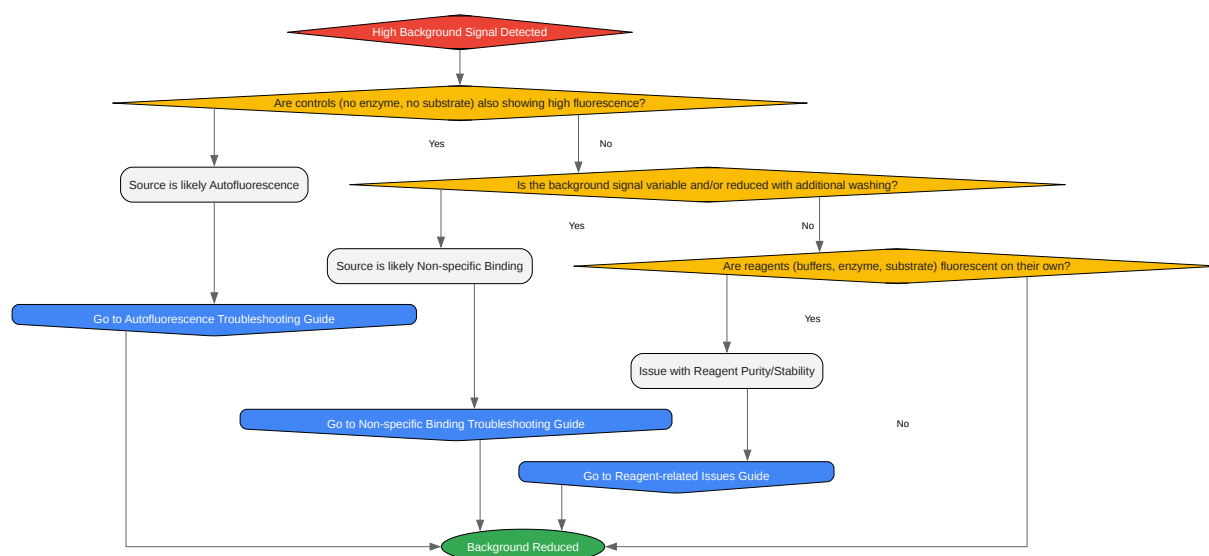 High Background Signal Detected
Are controls (no enzyme, no substrate) also showing high fluorescence?
Yes
No
Source is likely Autofluorescence
Is the background signal variable and/or reduced with additional washing?
Yes
No
Source is likely Non-specific Binding
Are reagents (buffers, enzyme, substrate) fluorescent on their own?
Go to Autofluorescence Troubleshooting Guide
Yes
Issue with Reagent Purity/Stability
Go to Non-specific Binding Troubleshooting Guide
No
Go to Reagent-related Issues Guide
Background Reduced